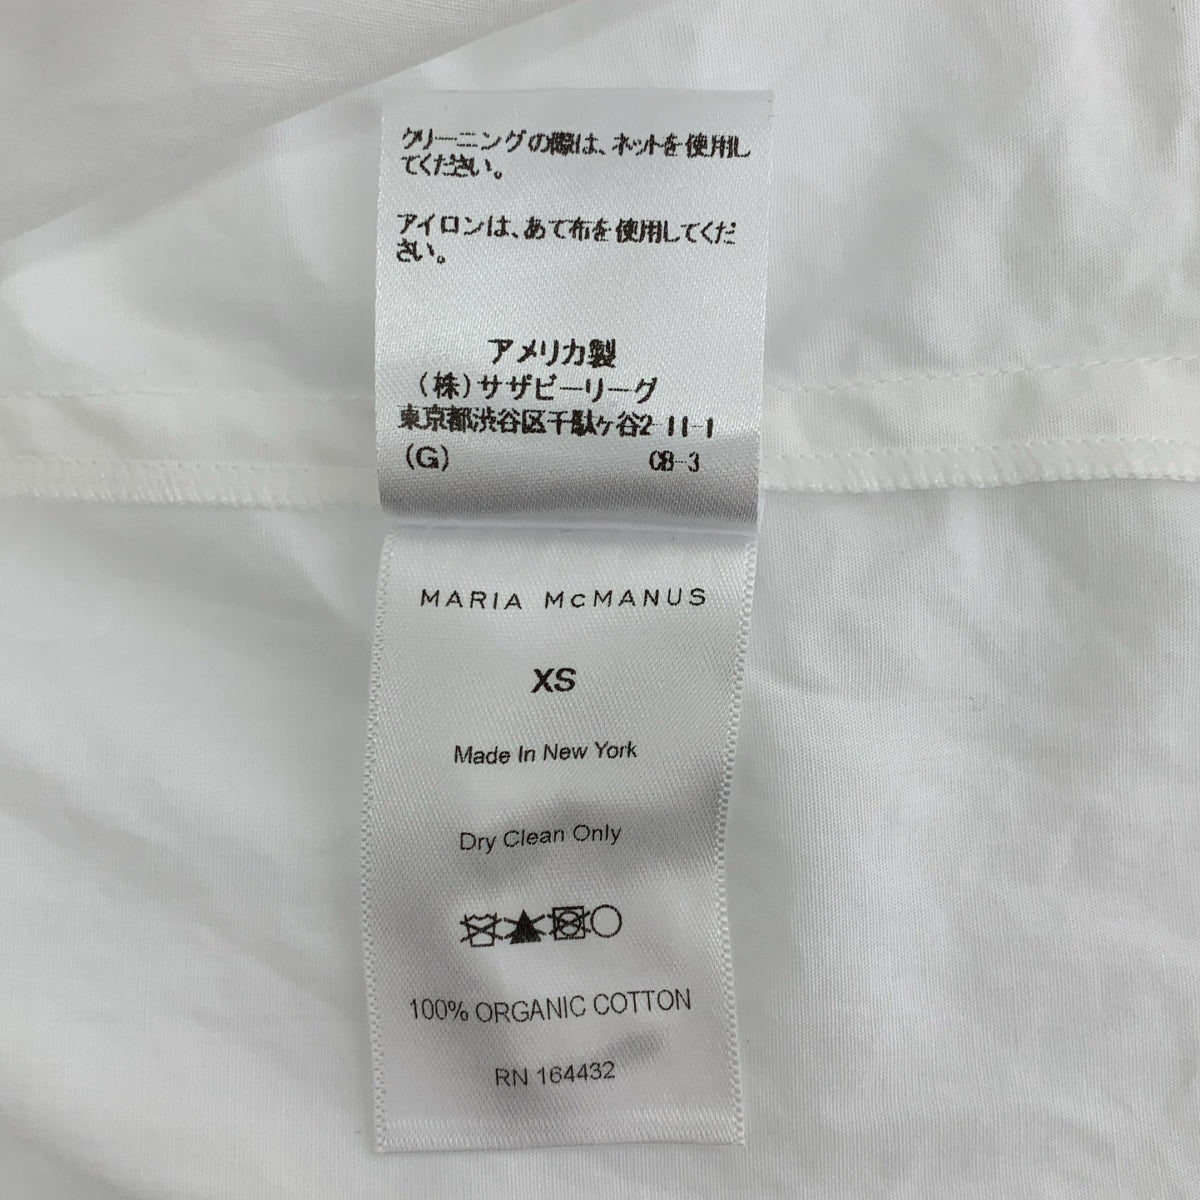 クリーニングの際は、ネットを使用し
てください。
アイロンは、あて布を使用してくだ
さい。
アメリカ製
(株)サザビーリーグ
東京都渋谷区千駄ヶ谷2-11-1
(G) CB-3
MARIA McMANUS
XS
Made In New York
Dry Clean Only
100% ORGANIC COTTON
RN 164432